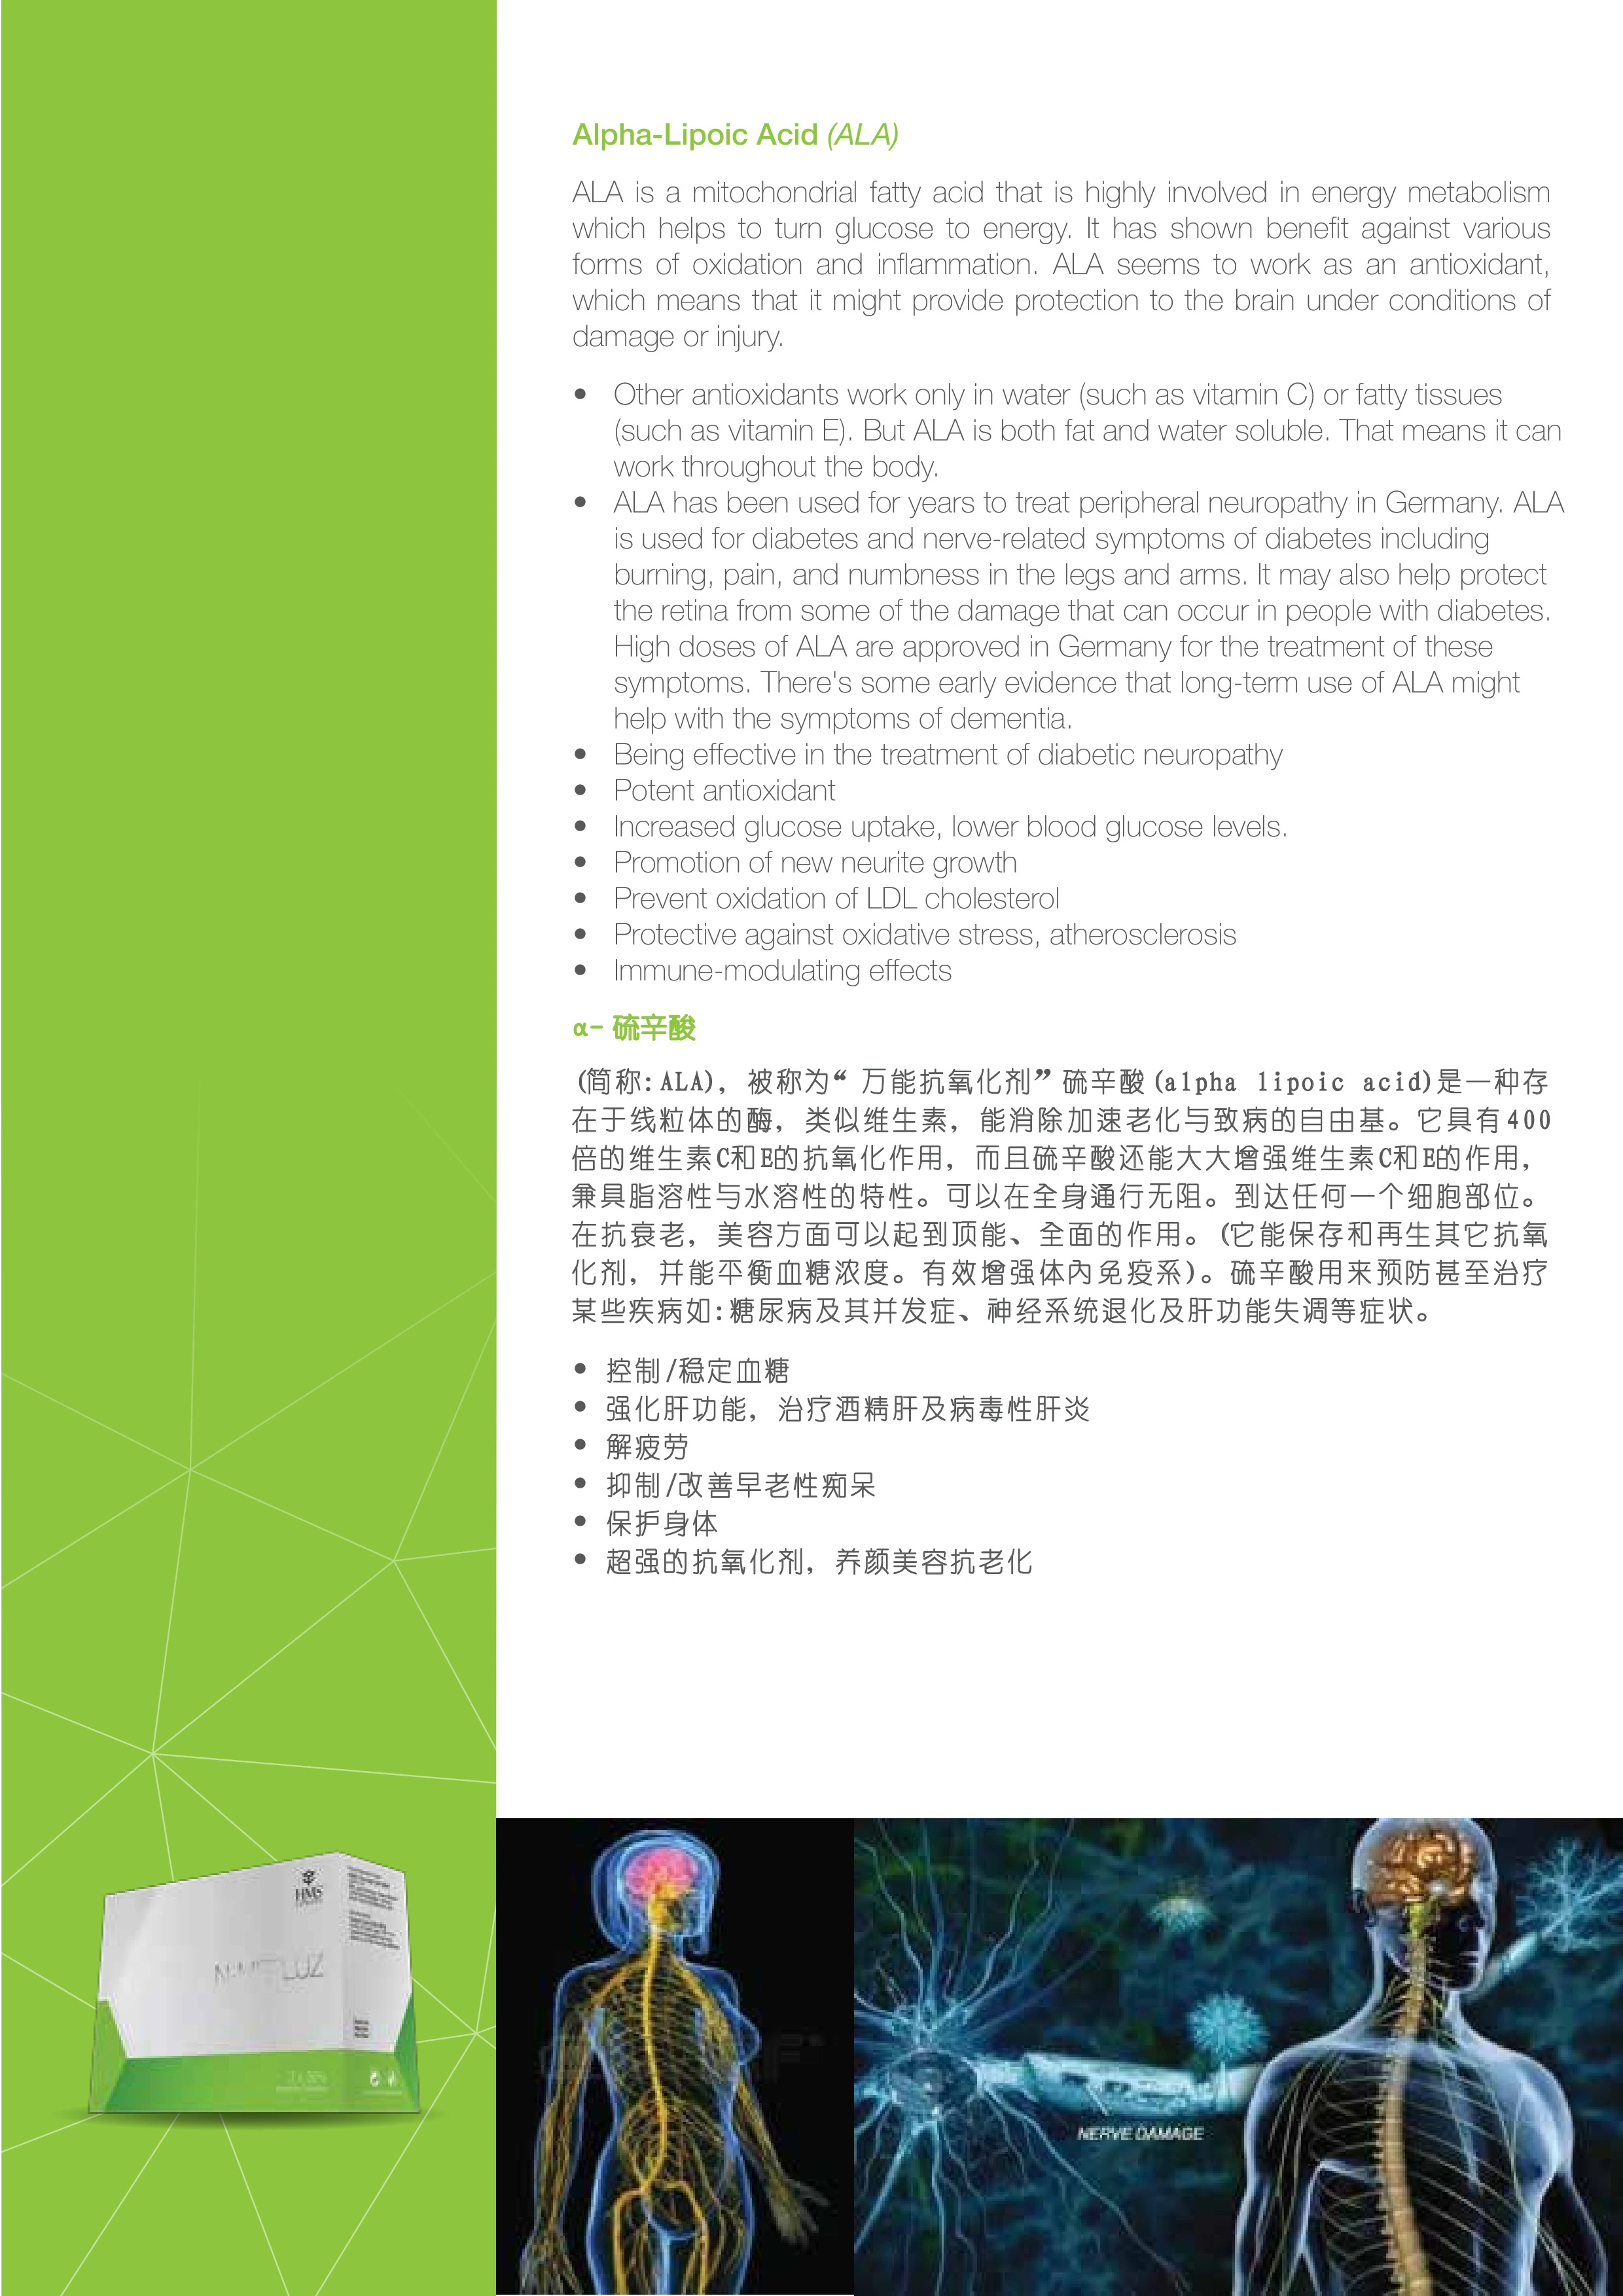 Alpha-Lipoic Acid (ALA)
ALA is a mitochondrial fatty acid that is highly involved in energy metabolism
which helps to turn glucose to energy. It has shown benefit against various
forms of oxidation and inflammation. ALA seems to work as an antioxidant,
which means that it might provide protection to the brain under conditions of
damage or injury.
• Other antioxidants work only in water (such as vitamin C) or fatty tissues
(such as vitamin E). But ALA is both fat and water soluble. That means it can
work throughout the body.
• ALA has been used for years to treat peripheral neuropathy in Germany. ALA
is used for diabetes and nerve-related symptoms of diabetes including
burning, pain, and numbness in the legs and arms. It may also help protect
the retina from some of the damage that can occur in people with diabetes.
High doses of ALA are approved in Germany for the treatment of these
symptoms. There's some early evidence that long-term use of ALA might
help with the symptoms of dementia.
• Being effective in the treatment of diabetic neuropathy
• Potent antioxidant
• Increased glucose uptake, lower blood glucose levels.
• Promotion of new neurite growth
• Prevent oxidation of LDL cholesterol
• Protective against oxidative stress, atherosclerosis
• Immune-modulating effects
α- 硫辛酸
(简称:ALA), 被称为“ 万能抗氧化剂”硫辛酸(alpha lipoic acid)是一种存
在于线粒体的酶, 类似维生素, 能消除加速老化与致病的自由基。它具有400
倍的维生素C和E的抗氧化作用, 而且硫辛酸还能大大增强维生素C和E的作用,
兼具脂溶性与水溶性的特性。可以在全身通行无阻。到达任何一个细胞部位。
在抗衰老, 美容方面可以起到顶能、全面的作用。(它能保存和再生其它抗氧
化剂, 并能平衡血糖浓度。有效增强体内免疫系)。硫辛酸用来预防甚至治疗
某些疾病如:糖尿病及其并发症、神经系统退化及肝功能失调等症状。
• 控制/稳定血糖
• 强化肝功能, 治疗酒精肝及病毒性肝炎
• 解疲劳
• 抑制/改善早老性痴呆
• 保护身体
• 超强的抗氧化剂, 养颜美容抗老化
HMS
NERVE DAMAGE